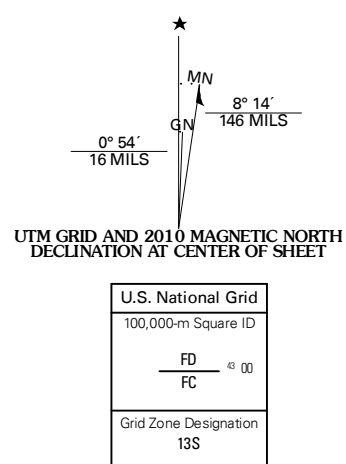 ★
MN
8° 14´
146 MILS
GN
0° 54´
16 MILS
UTM GRID AND 2010 MAGNETIC NORTH
DECLINATION AT CENTER OF SHEET
U.S. National Grid
100,000-m Square ID
FD
43 00
FC
Grid Zone Designation
13S